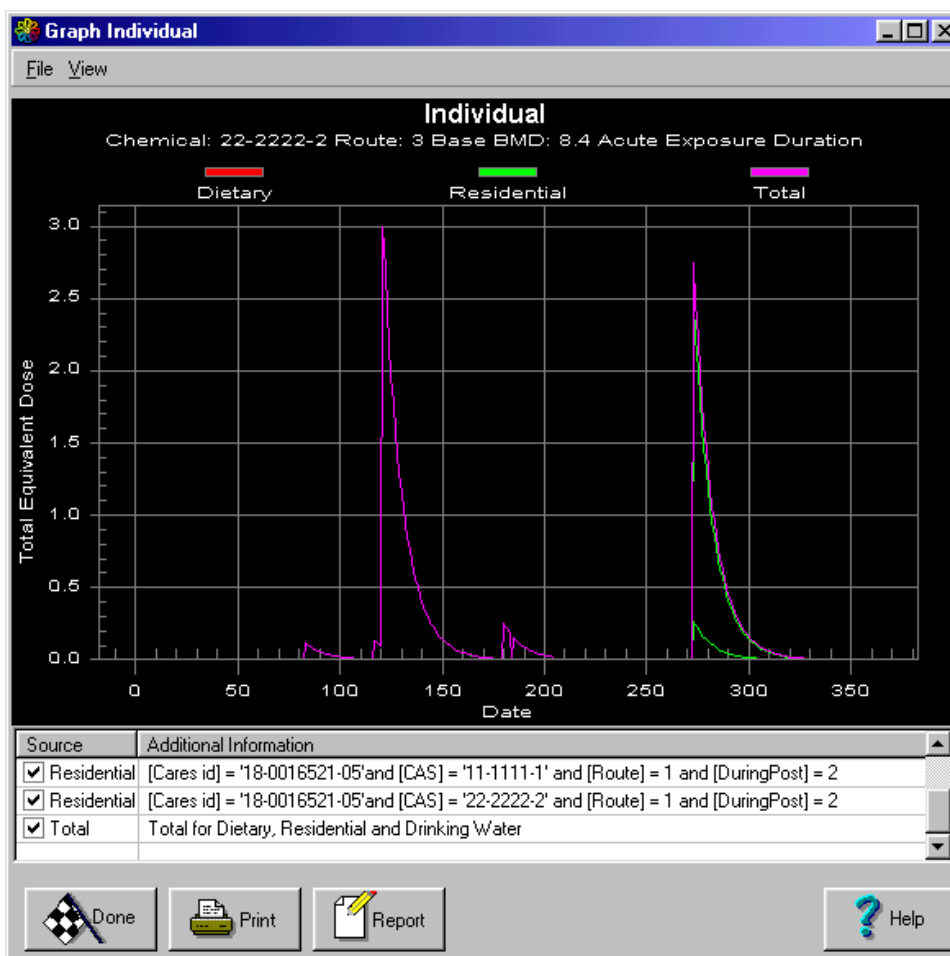 Graph Individual
File View
Individual
Chemical: 22-2222-2 Route: 3 Base BMD: 8.4 Acute Exposure Duration
Dietary Residential Total
3.0
2.5
2.0
1.5
1.0
0.5
0.0
Total Equivalent Dose
0 50 100 150 200 250 300 350
Date
Source Additional Information
Residential [Cares id] = '18-0016521-05'and [CAS] = '11-1111-1' and [Route] = 1 and [DuringPost] = 2
Residential [Cares id] = '18-0016521-05'and [CAS] = '22-2222-2' and [Route] = 1 and [DuringPost] = 2
Total Total for Dietary, Residential and Drinking Water
Done Print Report Help